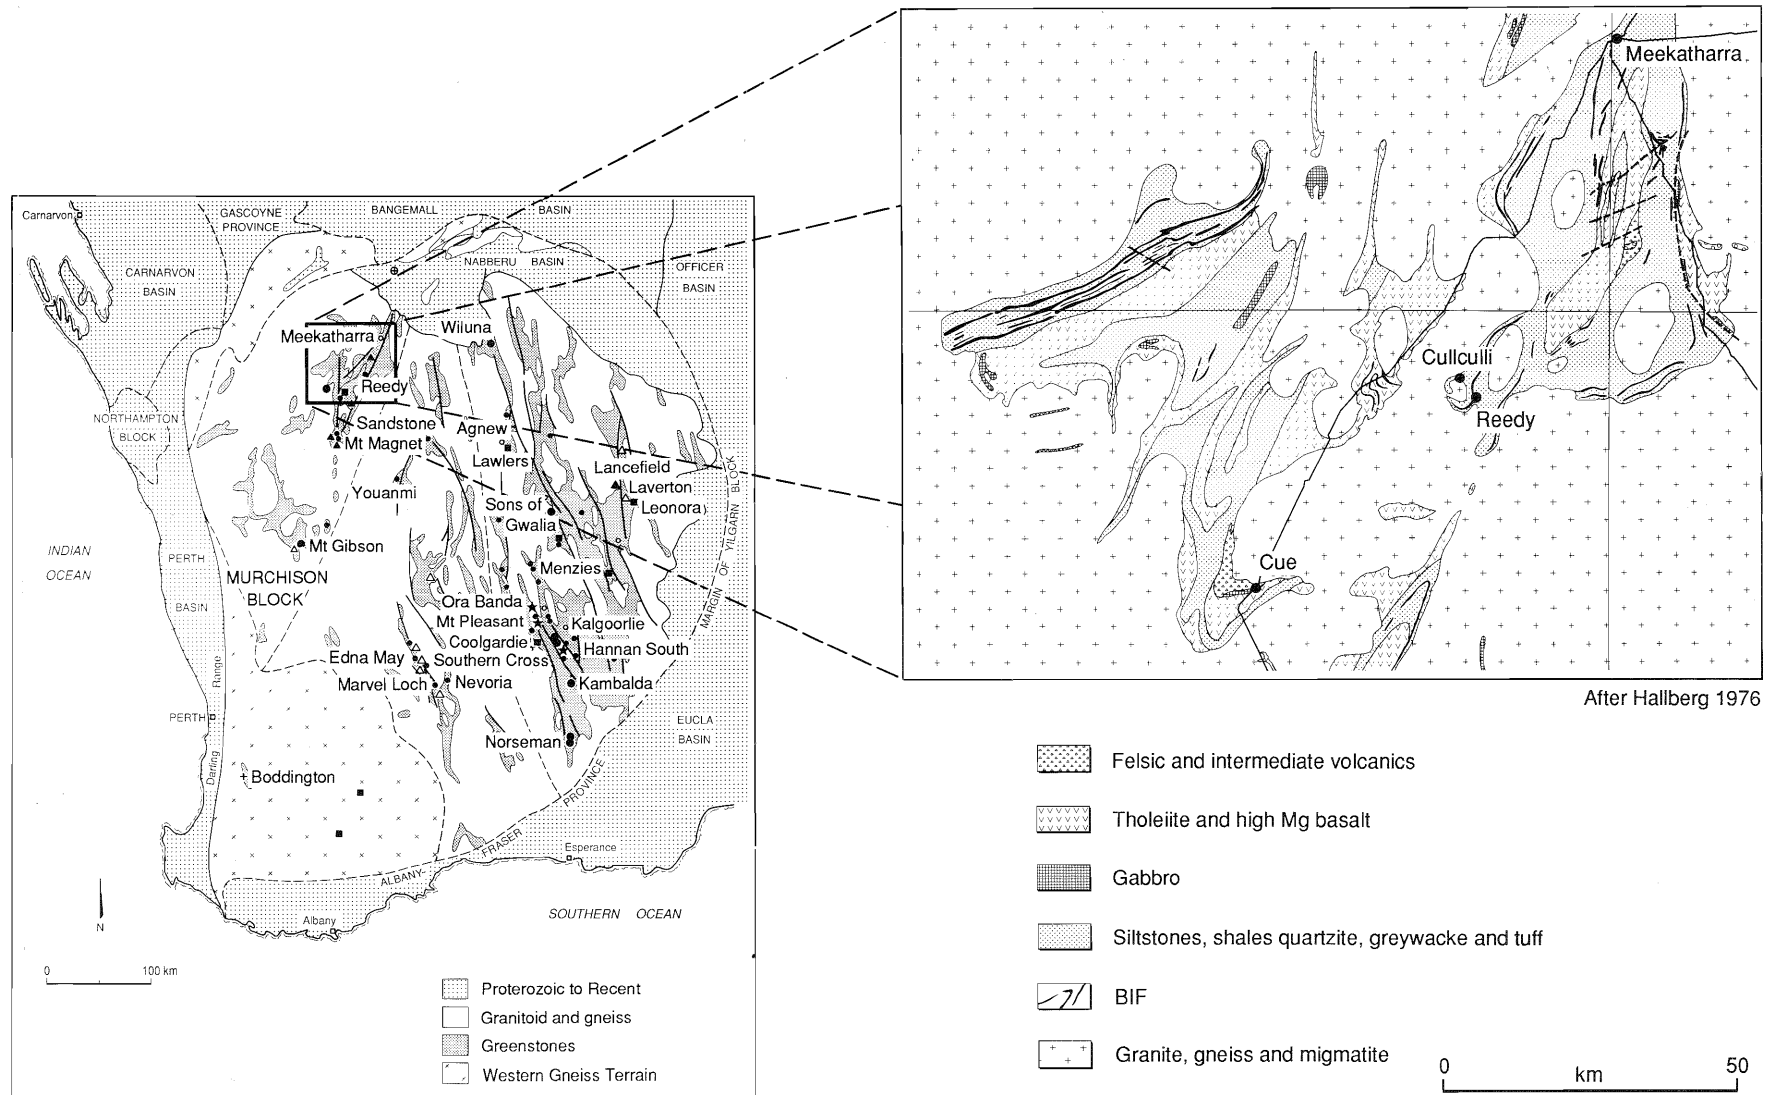 Carnarvon
GASCOYNE
PROVINCE
BANGEMALL BASIN
CARNARVON
BASIN
NABBERU BASIN
OFFICER
BASIN
Meekatharra
Wiluna
Reedy
NORTHAMPTON
BLOCK
Sandstone
Mt Magnet
Agnew
Lawlers
Lancefield
Laverton
Leonora
Youanmi
Sons of
Gwalia
MARGIN OF YILGARN BLOCK
INDIAN
OCEAN
PERTH
BASIN
Mt Gibson
MURCHISON
BLOCK
Menzies
Ora Banda
Mt Pleasant
Coolgardie
Kalgoorlie
Hannan South
Edna May
Southern Cross
Marvel Loch
Nevoria
Kambalda
Darling Range
PERTH
EUCLA
BASIN
Norseman
Boddington
ALBANY-FRASER PROVINCE
Esperance
Albany
SOUTHERN OCEAN
N
0 100 km
Proterozoic to Recent
Granitoid and gneiss
Greenstones
Western Gneiss Terrain
Meekatharra
Cullculli
Reedy
Cue
After Hallberg 1976
Felsic and intermediate volcanics
Tholeiite and high Mg basalt
Gabbro
Siltstones, shales quartzite, greywacke and tuff
BIF
Granite, gneiss and migmatite
0 50
km